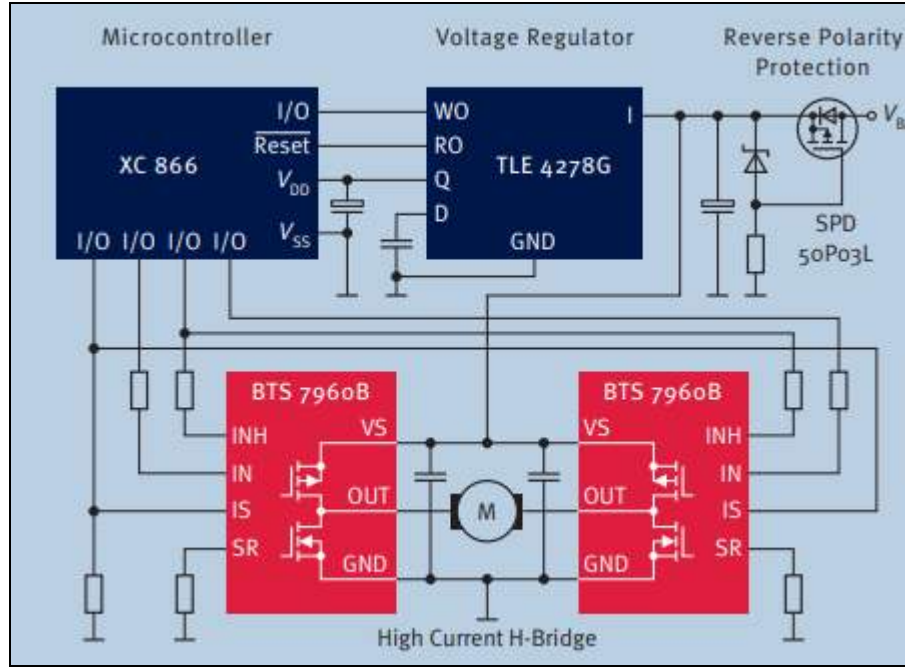 Microcontroller
Voltage Regulator
Reverse Polarity
Protection
I/O
Reset
XC 866
VDD
VSS
I/O I/O I/O I/O
WO
RO
Q
D
I
TLE 4278G
GND
VB
SPD
50P03L
BTS 7960B
VS
INH
IN
IS
SR
OUT
GND
M
BTS 7960B
VS
INH
IN
IS
SR
OUT
GND
High Current H-Bridge